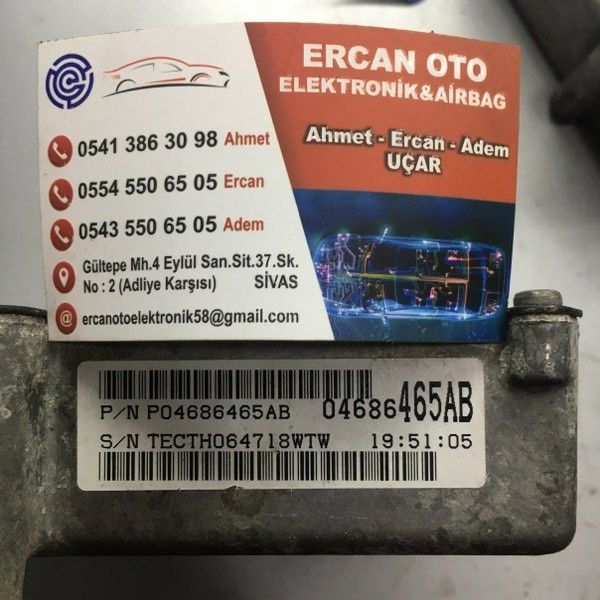 ERCAN OTO
ELEKTRONİK&AİRBAG
Ahmet - Ercan - Adem
UÇAR
0541 386 30 98 Ahmet
0554 550 65 05 Ercan
0543 550 65 05 Adem
Gültepe Mh.4 Eylül San.Sit.37.Sk.
No : 2 (Adliye Karşısı) SİVAS
ercanotoelektronik58@gmail.com
P/N P04686465AB 04686465AB
S/N TECTH064718WTW 19:51:05